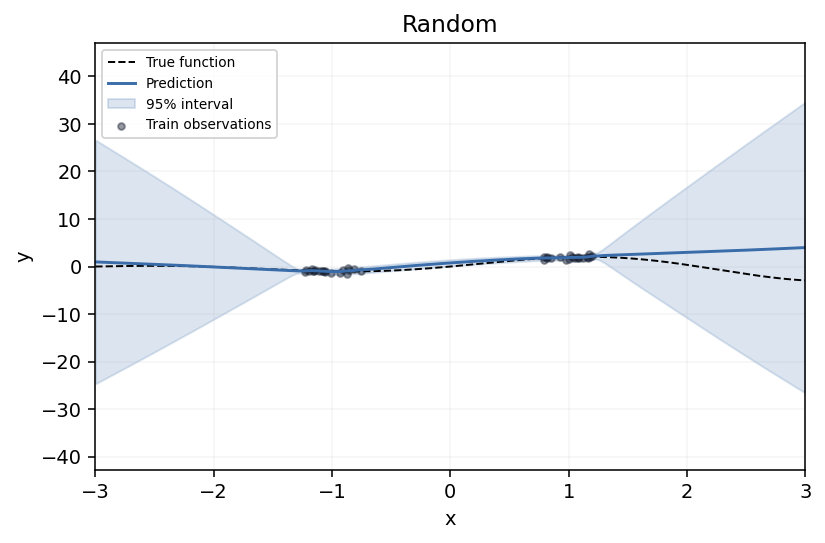 Random
True function
Prediction
95% interval
Train observations
40
30
20
10
0
−10
−20
−30
−40
y
−3
−2
−1
0
1
2
3
x